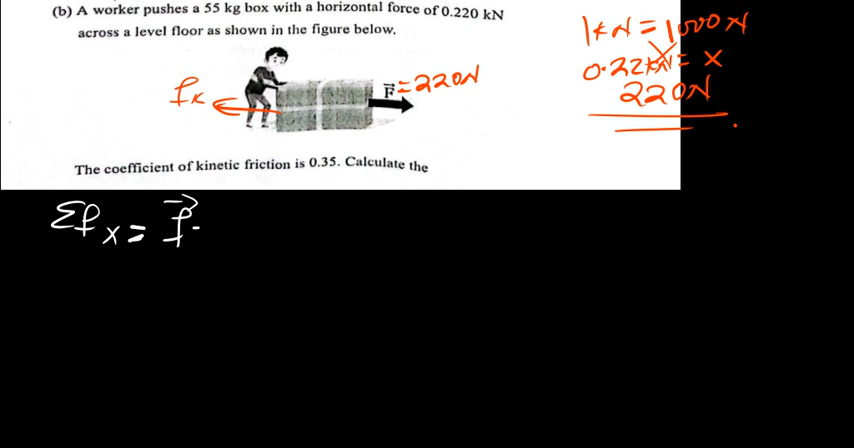 (b) A worker pushes a 55 kg box with a horizontal force of 0.220 kN
across a level floor as shown in the figure below.
1kN = 1000N
0.22kN = x
220N
fk
F = 220N
The coefficient of kinetic friction is 0.35. Calculate the
Σfx = f.